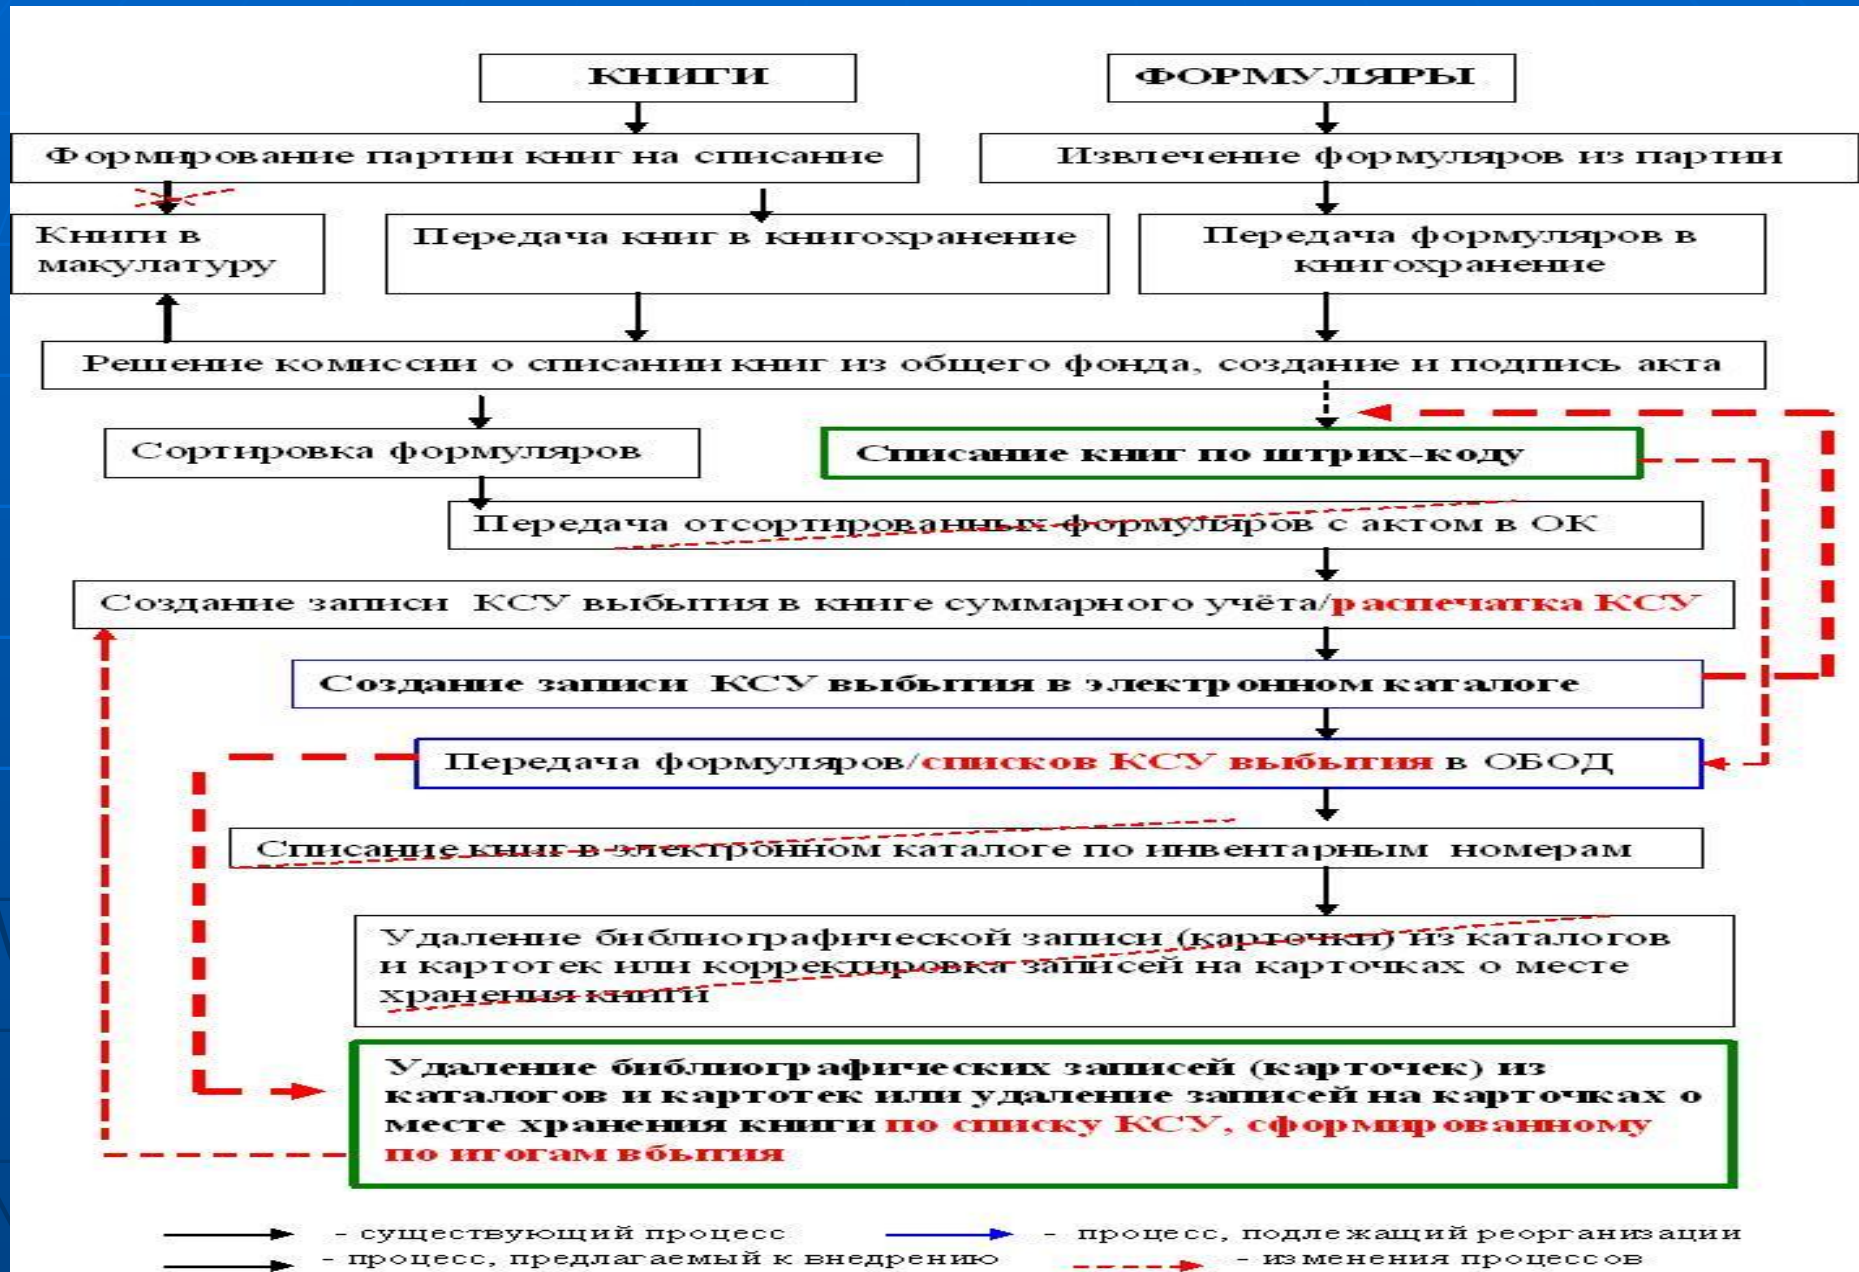 КНИГИ
ФОРМУЛЯРЫ
Формирование партии книг на списание
Извлечение формуляров из партии
Книги в
макулатуру
Передача книг в книгохранение
Передача формуляров в
книгохранение
Решение комиссии о списании книг из общего фонда, создание и подпись акта
Сортировка формуляров
Списание книг по штрих-коду
Передача отсортированных формуляров с актом в ОК
Создание записи КСУ выбытия в книге суммарного учёта/распечатка КСУ
Создание записи КСУ выбытия в электронном каталоге
Передача формуляров/списков КСУ выбытия в ОБОД
Списание книг в электронном каталоге по инвентарным номерам
Удаление библиографической записи (карточки) из каталогов
и картотек или корректировка записей на карточках о месте
хранения книги
Удаление библиографических записей (карточек) из
каталогов и картотек или удаление записей на карточках о
месте хранения книги по списку КСУ, сформированному
по итогам вбытия
- существующий процесс
- процесс, подлежащий реорганизации
- процесс, предлагаемый к внедрению
- изменения процессов